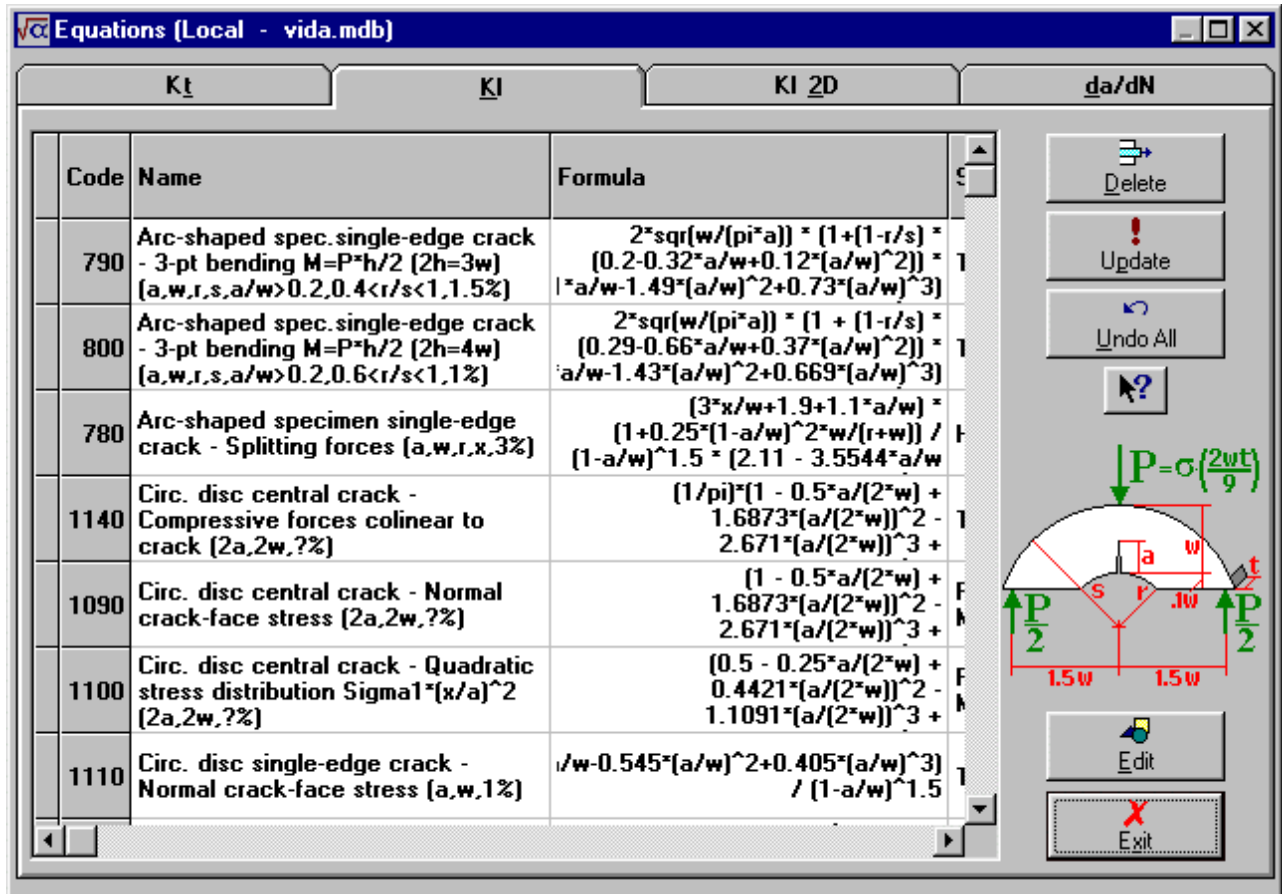 √α Equations (Local - vida.mdb)
Kt
KI
KI 2D
da/dN
Code Name Formula
790
Arc-shaped spec.single-edge crack
- 3-pt bending M=P*h/2 (2h=3w)
(a,w,r,s,a/w>0.2,0.4<r/s<1,1.5%)
2*sqr(w/(pi*a)) * (1+(1-r/s) *
(0.2-0.32*a/w+0.12*(a/w)^2)) *
*a/w-1.49*(a/w)^2+0.73*(a/w)^3)
800
Arc-shaped spec.single-edge crack
- 3-pt bending M=P*h/2 (2h=4w)
(a,w,r,s,a/w>0.2,0.6<r/s<1,1%)
2*sqr(w/(pi*a)) * (1 + (1-r/s) *
(0.29-0.66*a/w+0.37*(a/w)^2)) *
*a/w-1.43*(a/w)^2+0.669*(a/w)^3)
780
Arc-shaped specimen single-edge
crack - Splitting forces (a,w,r,x,3%)
(3*x/w+1.9+1.1*a/w) *
(1+0.25*(1-a/w)^2*w/(r+w)) /
(1-a/w)^1.5 * (2.11 - 3.5544*a/w
1140
Circ. disc central crack -
Compressive forces colinear to
crack (2a,2w,?%)
(1/pi)*(1 - 0.5*a/(2*w) +
1.6873*(a/(2*w))^2 -
2.671*(a/(2*w))^3 +
1090
Circ. disc central crack - Normal
crack-face stress (2a,2w,?%)
(1 - 0.5*a/(2*w) +
1.6873*(a/(2*w))^2 -
2.671*(a/(2*w))^3 +
1100
Circ. disc central crack - Quadratic
stress distribution Sigma1*(x/a)^2
(2a,2w,?%)
(0.5 - 0.25*a/(2*w) +
0.4421*(a/(2*w))^2 -
1.1091*(a/(2*w))^3 +
1110
Circ. disc single-edge crack -
Normal crack-face stress (a,w,1%)
/w-0.545*(a/w)^2+0.405*(a/w)^3)
/ (1-a/w)^1.5
Delete
Update
Undo All
?
P=σ·(2wt/9)
w
a
t
s
r
.1w
P/2
P/2
1.5w
1.5w
Edit
Exit